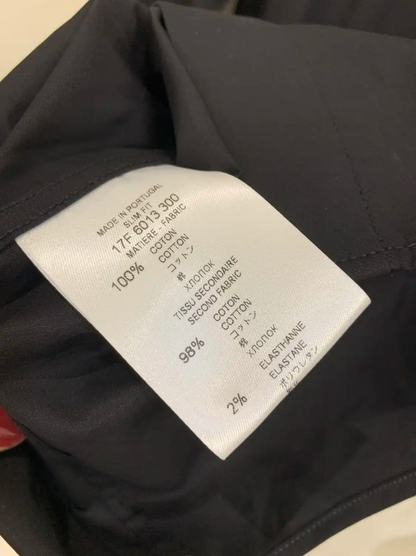 MADE IN PORTUGAL
SLIM FIT
17F 6013 300
MATIERE - FABRIC
100% COTON
COTTON
コットン
棉
ХЛОПОК
TISSU SECONDAIRE
SECOND FABRIC
98% COTON
COTTON
コットン
棉
ХЛОПОК
2% ELASTHANNE
ELASTANE
ポリウレタン